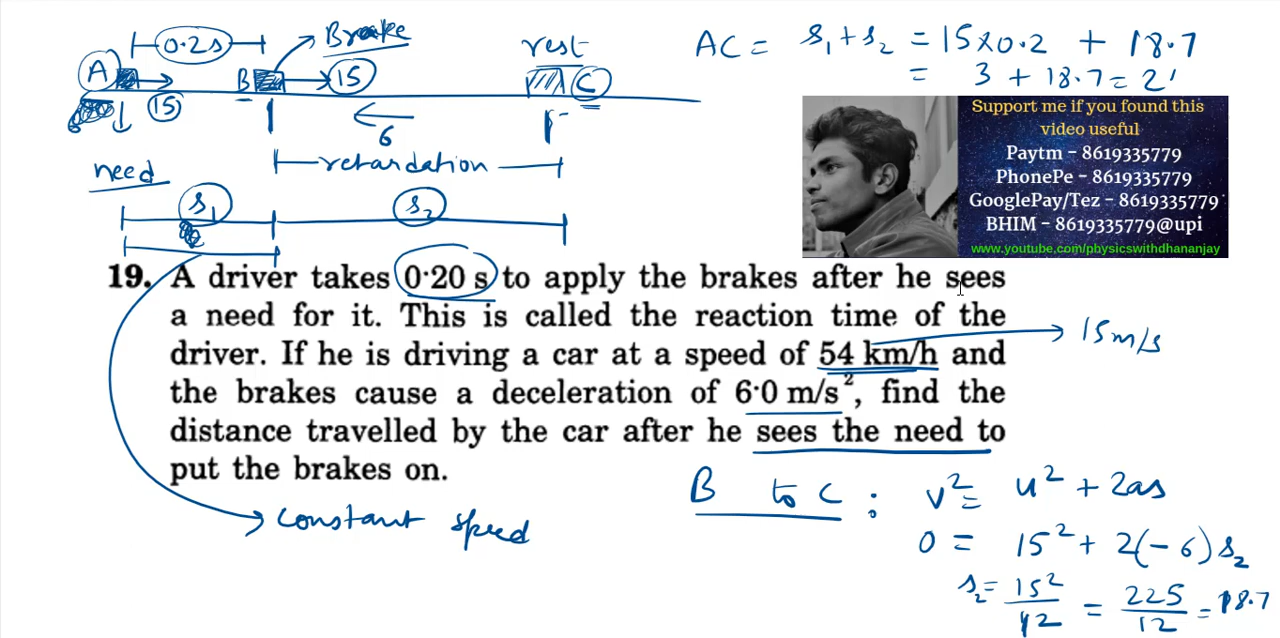 0.2s
Brake
A
15
B
15
rest
C
6
need
retardation
s₁
s₂
AC = s₁+s₂ = 15×0.2 + 18.7
= 3 + 18.7 = 2
Support me if you found this
video useful
Paytm – 8619335779
PhonePe – 8619335779
GooglePay/Tez – 8619335779
BHIM – 8619335779@upi
www.youtube.com/physicswithdhananjay
19. A driver takes 0·20 s to apply the brakes after he sees
a need for it. This is called the reaction time of the
driver. If he is driving a car at a speed of 54 km/h and
the brakes cause a deceleration of 6·0 m/s², find the
distance travelled by the car after he sees the need to
put the brakes on.
15m/s
constant speed
B to C : v² = u² + 2as
0 = 15² + 2(-6)s₂
s₂ = 15²/12 = 225/12 = 18.7